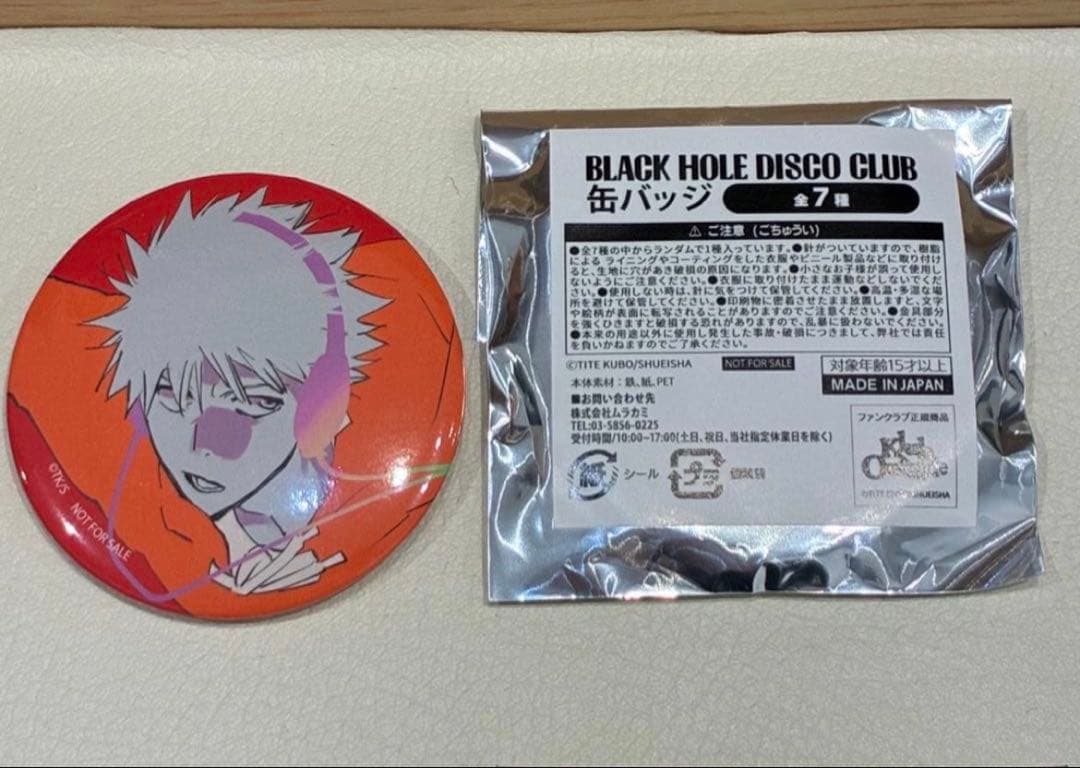 ©TK/S NOT FOR SALE
BLACK HOLE DISCO CLUB
缶バッジ 全7種
⚠ ご注意 (ごちゅうい)
●全7種の中からランダムで1種入っています。●針がついていますので、樹脂
による ライニングやコーティングをした衣服やビニール製品などに取り付け
ると、生地に穴があき破損の原因になります。●小さなお子様が誤って使用し
ないようにご注意ください。●衣服に取り付けたまま運動などしないでくださ
い。●使用しない時は、針に気をつけて保管してください。●高温・多湿な場
所を避けて保管してください。●印刷物に密着させたまま放置しますと、文字
や絵柄が表面に転写されることがありますのでご注意ください。●金具部分
を強くひきますと破損する恐れがありますので、乱暴に扱わないでください。
●本来の用途以外に使用し発生した事故・破損につきまして、弊社では責任
を負いかねますのでご了承ください。
©TITE KUBO/SHUEISHA NOT FOR SALE 対象年齢15才以上
本体素材：鉄、紙、PET MADE IN JAPAN
■お問い合わせ先
株式会社ムラカミ
TEL:03-5856-0225
受付時間/10:00~17:00(土日、祝日、当社指定休業日を除く)
ファンクラブ正規商品
紙 シール プラ 個装袋
Klub Outside
©TITE KUBO/SHUEISHA